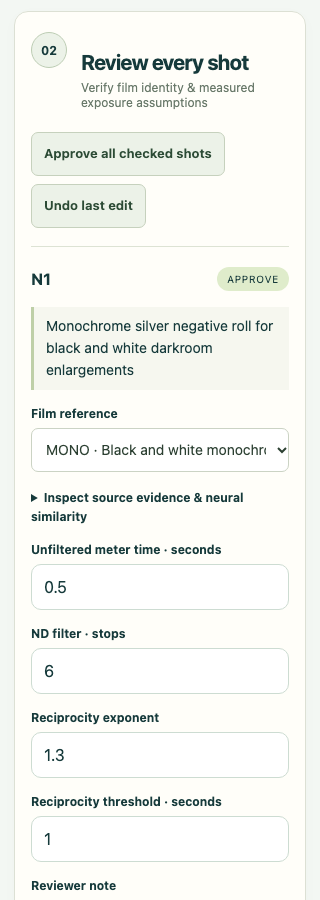 02
Review every shot
Verify film identity & measured
exposure assumptions
Approve all checked shots
Undo last edit
N1
APPROVE
Monochrome silver negative roll for
black and white darkroom
enlargements
Film reference
MONO · Black and white monochr
Inspect source evidence & neural
similarity
Unfiltered meter time · seconds
0.5
ND filter · stops
6
Reciprocity exponent
1.3
Reciprocity threshold · seconds
1
Reviewer note